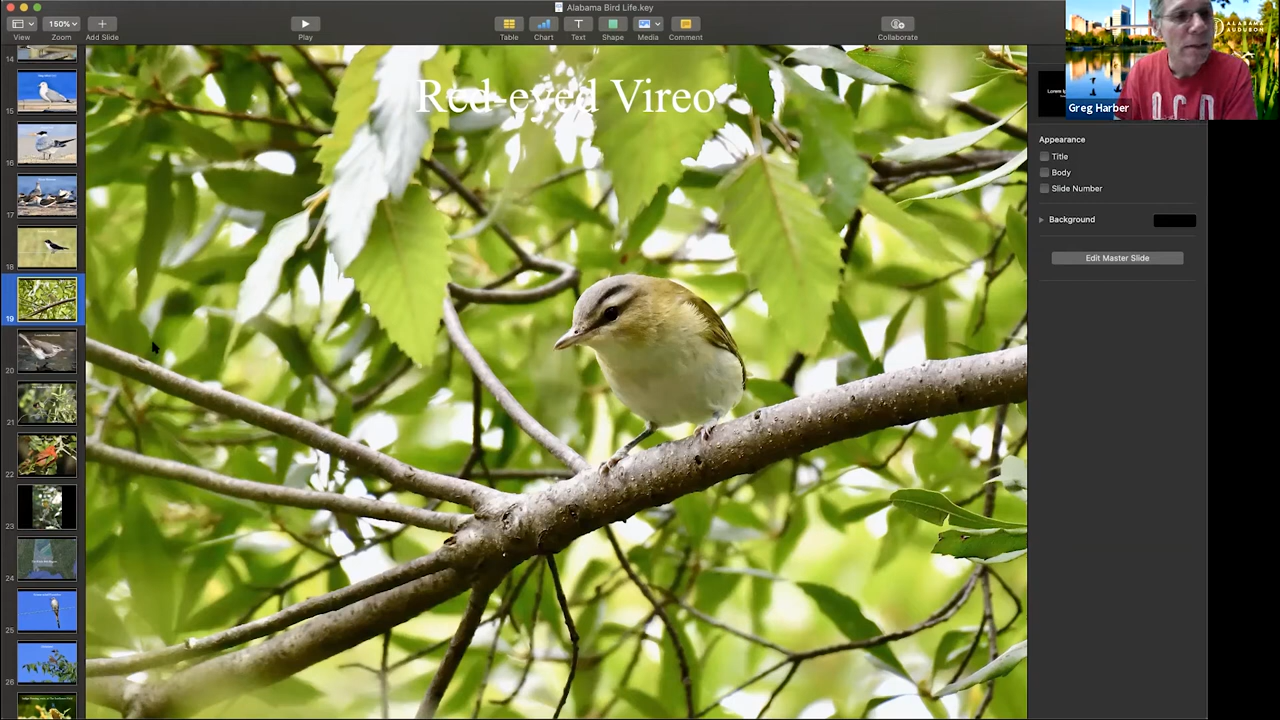 Alabama Bird Life.key
150%
View
Zoom
Add Slide
Play
Table
Chart
Text
Shape
Media
Comment
Collaborate
Red-eyed Vireo
ALABAMA
AUDUBON
Greg Harber
Appearance
Title
Body
Slide Number
Background
Edit Master Slide
14
15
16
17
18
19
20
21
22
23
24
25
26